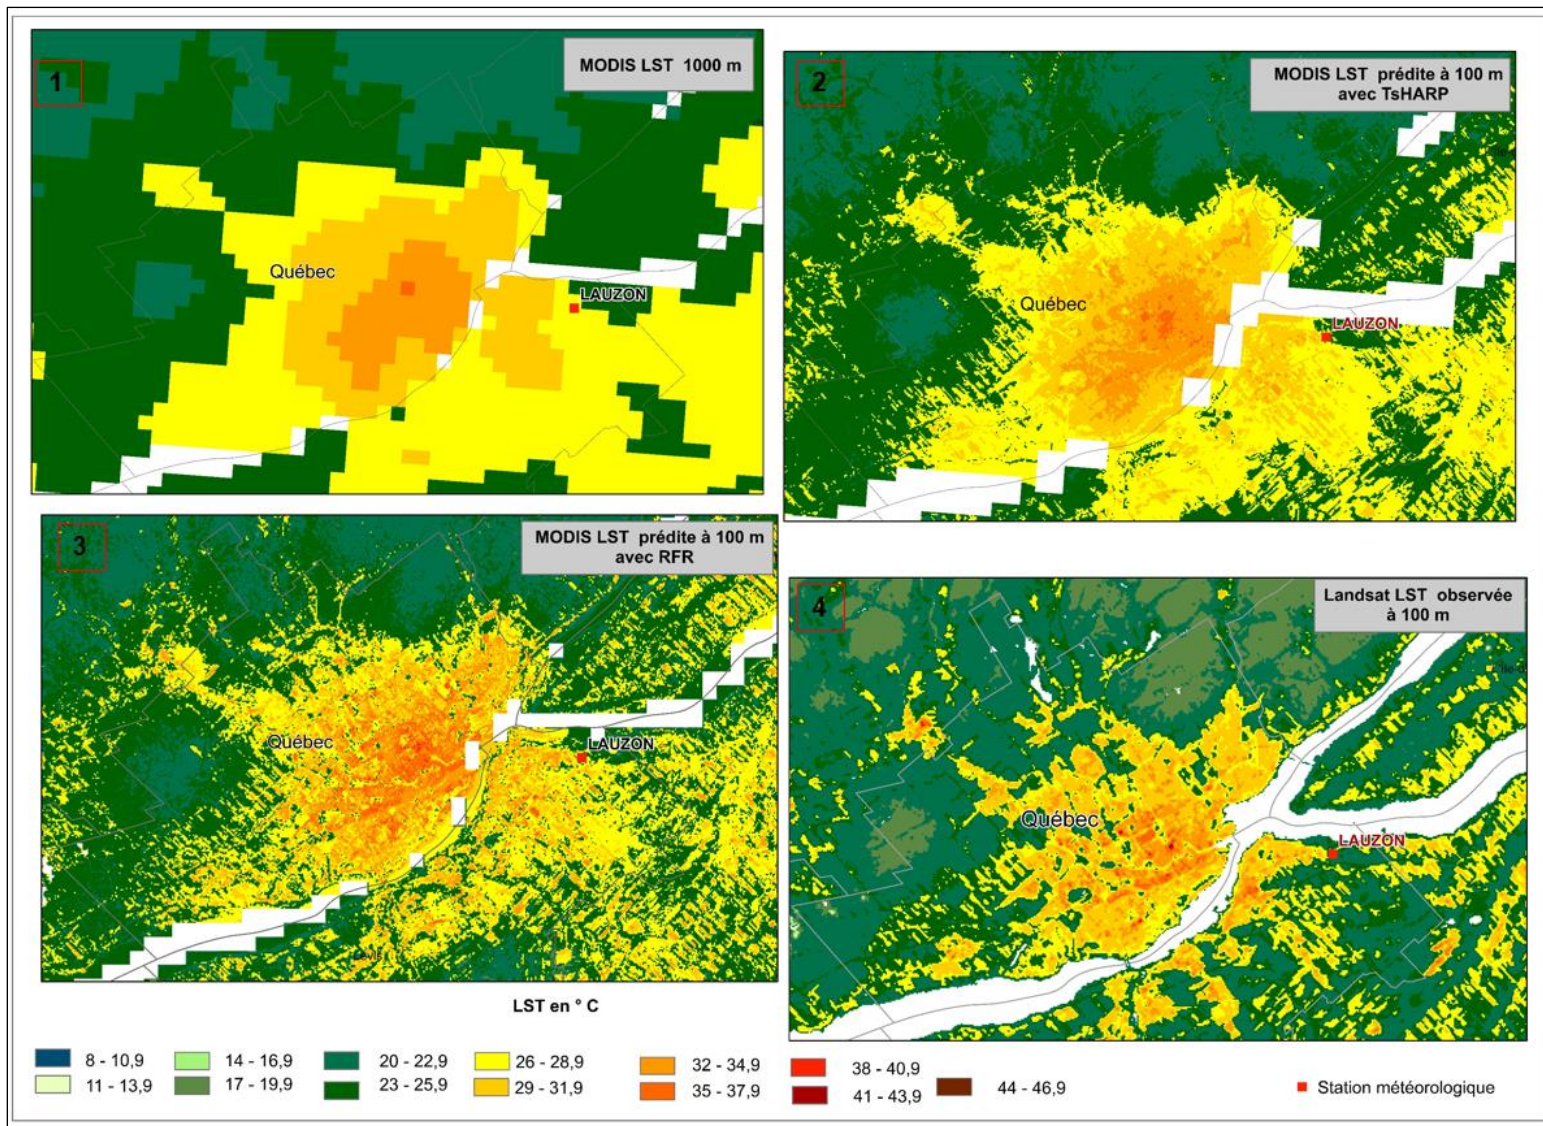 1
MODIS LST 1000 m
Québec
LAUZON
2
MODIS LST prédite à 100 m
avec TsHARP
Québec
LAUZON
3
MODIS LST prédite à 100 m
avec RFR
Québec
LAUZON
Lévis
4
Landsat LST observée
à 100 m
Québec
LAUZON
LST en ° C
8 - 10,9
14 - 16,9
20 - 22,9
26 - 28,9
32 - 34,9
38 - 40,9
11 - 13,9
17 - 19,9
23 - 25,9
29 - 31,9
35 - 37,9
41 - 43,9
44 - 46,9
Station météorologique